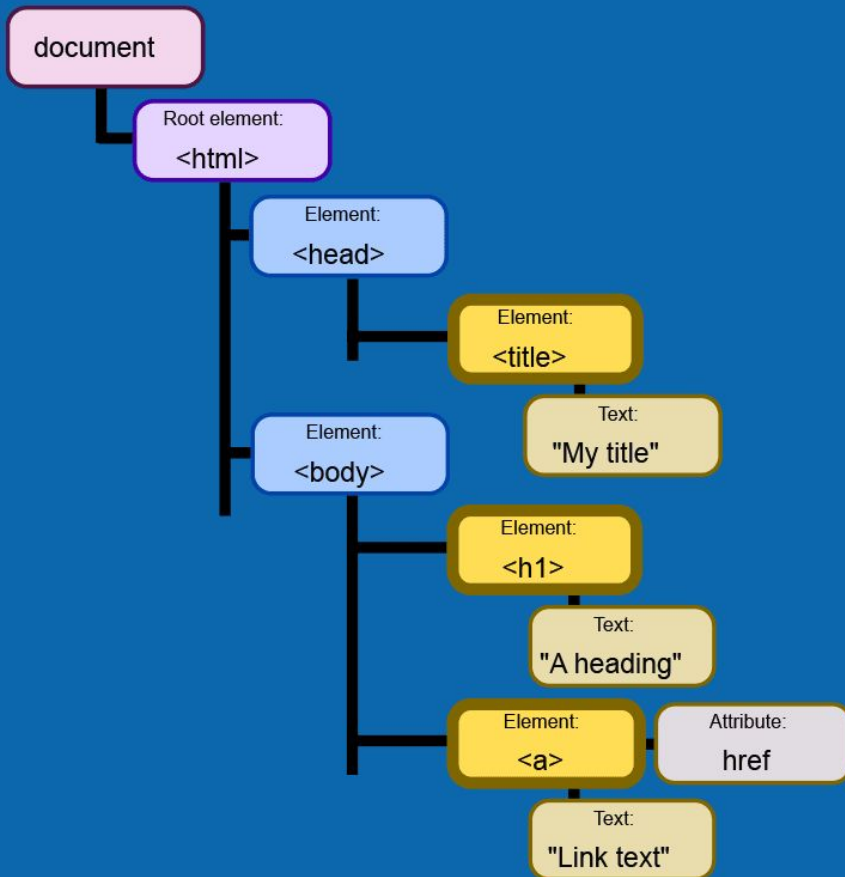 document
Root element:
<html>
Element:
<head>
Element:
<title>
Text:
"My title"
Element:
<body>
Element:
<h1>
Text:
"A heading"
Element:
<a>
Attribute:
href
Text:
"Link text"